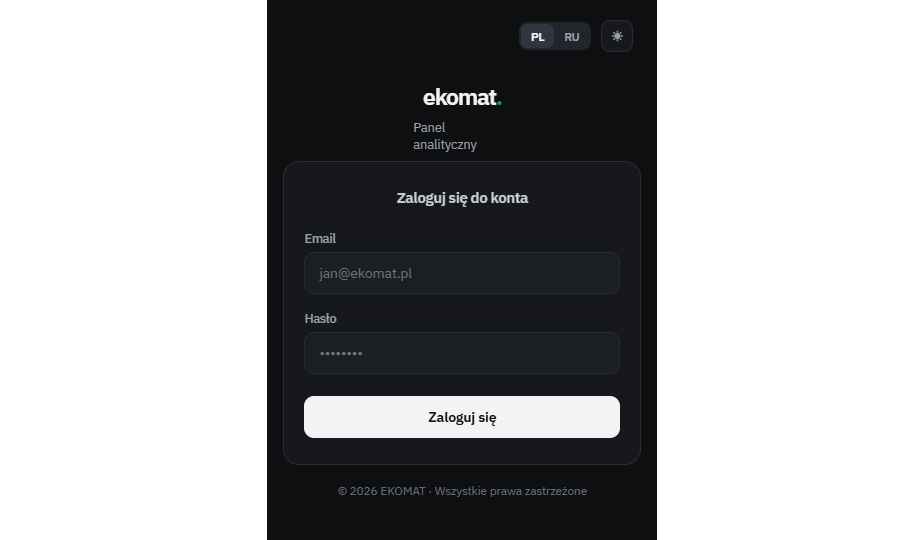 PL RU
ekomat.
Panel
analityczny
Zaloguj się do konta
Email
jan@ekomat.pl
Hasło
••••••••
Zaloguj się
© 2026 EKOMAT · Wszystkie prawa zastrzeżone